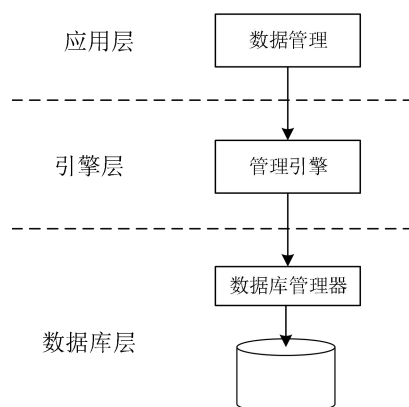 应用层
数据管理
引擎层
管理引擎
数据库管理器
数据库层